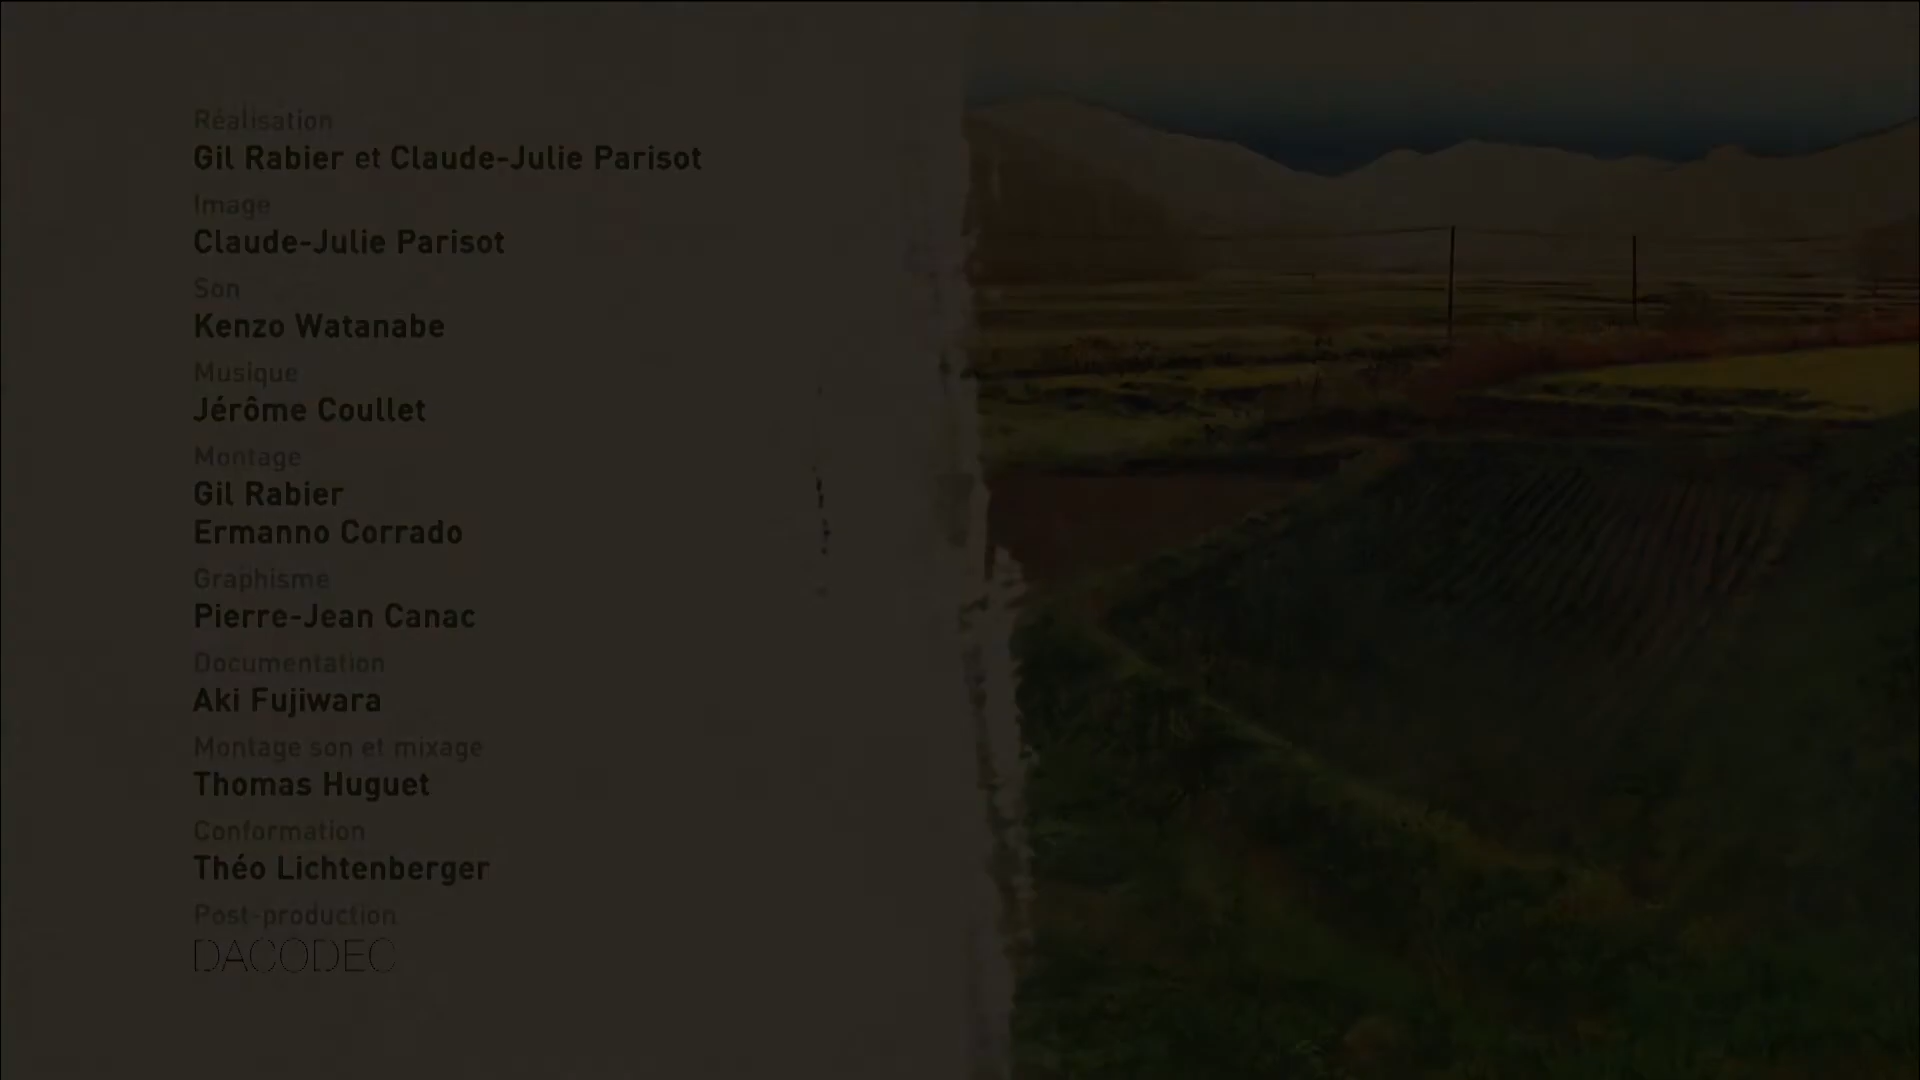 Réalisation
Gil Rabier et Claude-Julie Parisot
Image
Claude-Julie Parisot
Son
Kenzo Watanabe
Musique
Jérôme Coullet
Montage
Gil Rabier
Ermanno Corrado
Graphisme
Pierre-Jean Canac
Documentation
Aki Fujiwara
Montage son et mixage
Thomas Huguet
Conformation
Théo Lichtenberger
Post-production
DACODEC